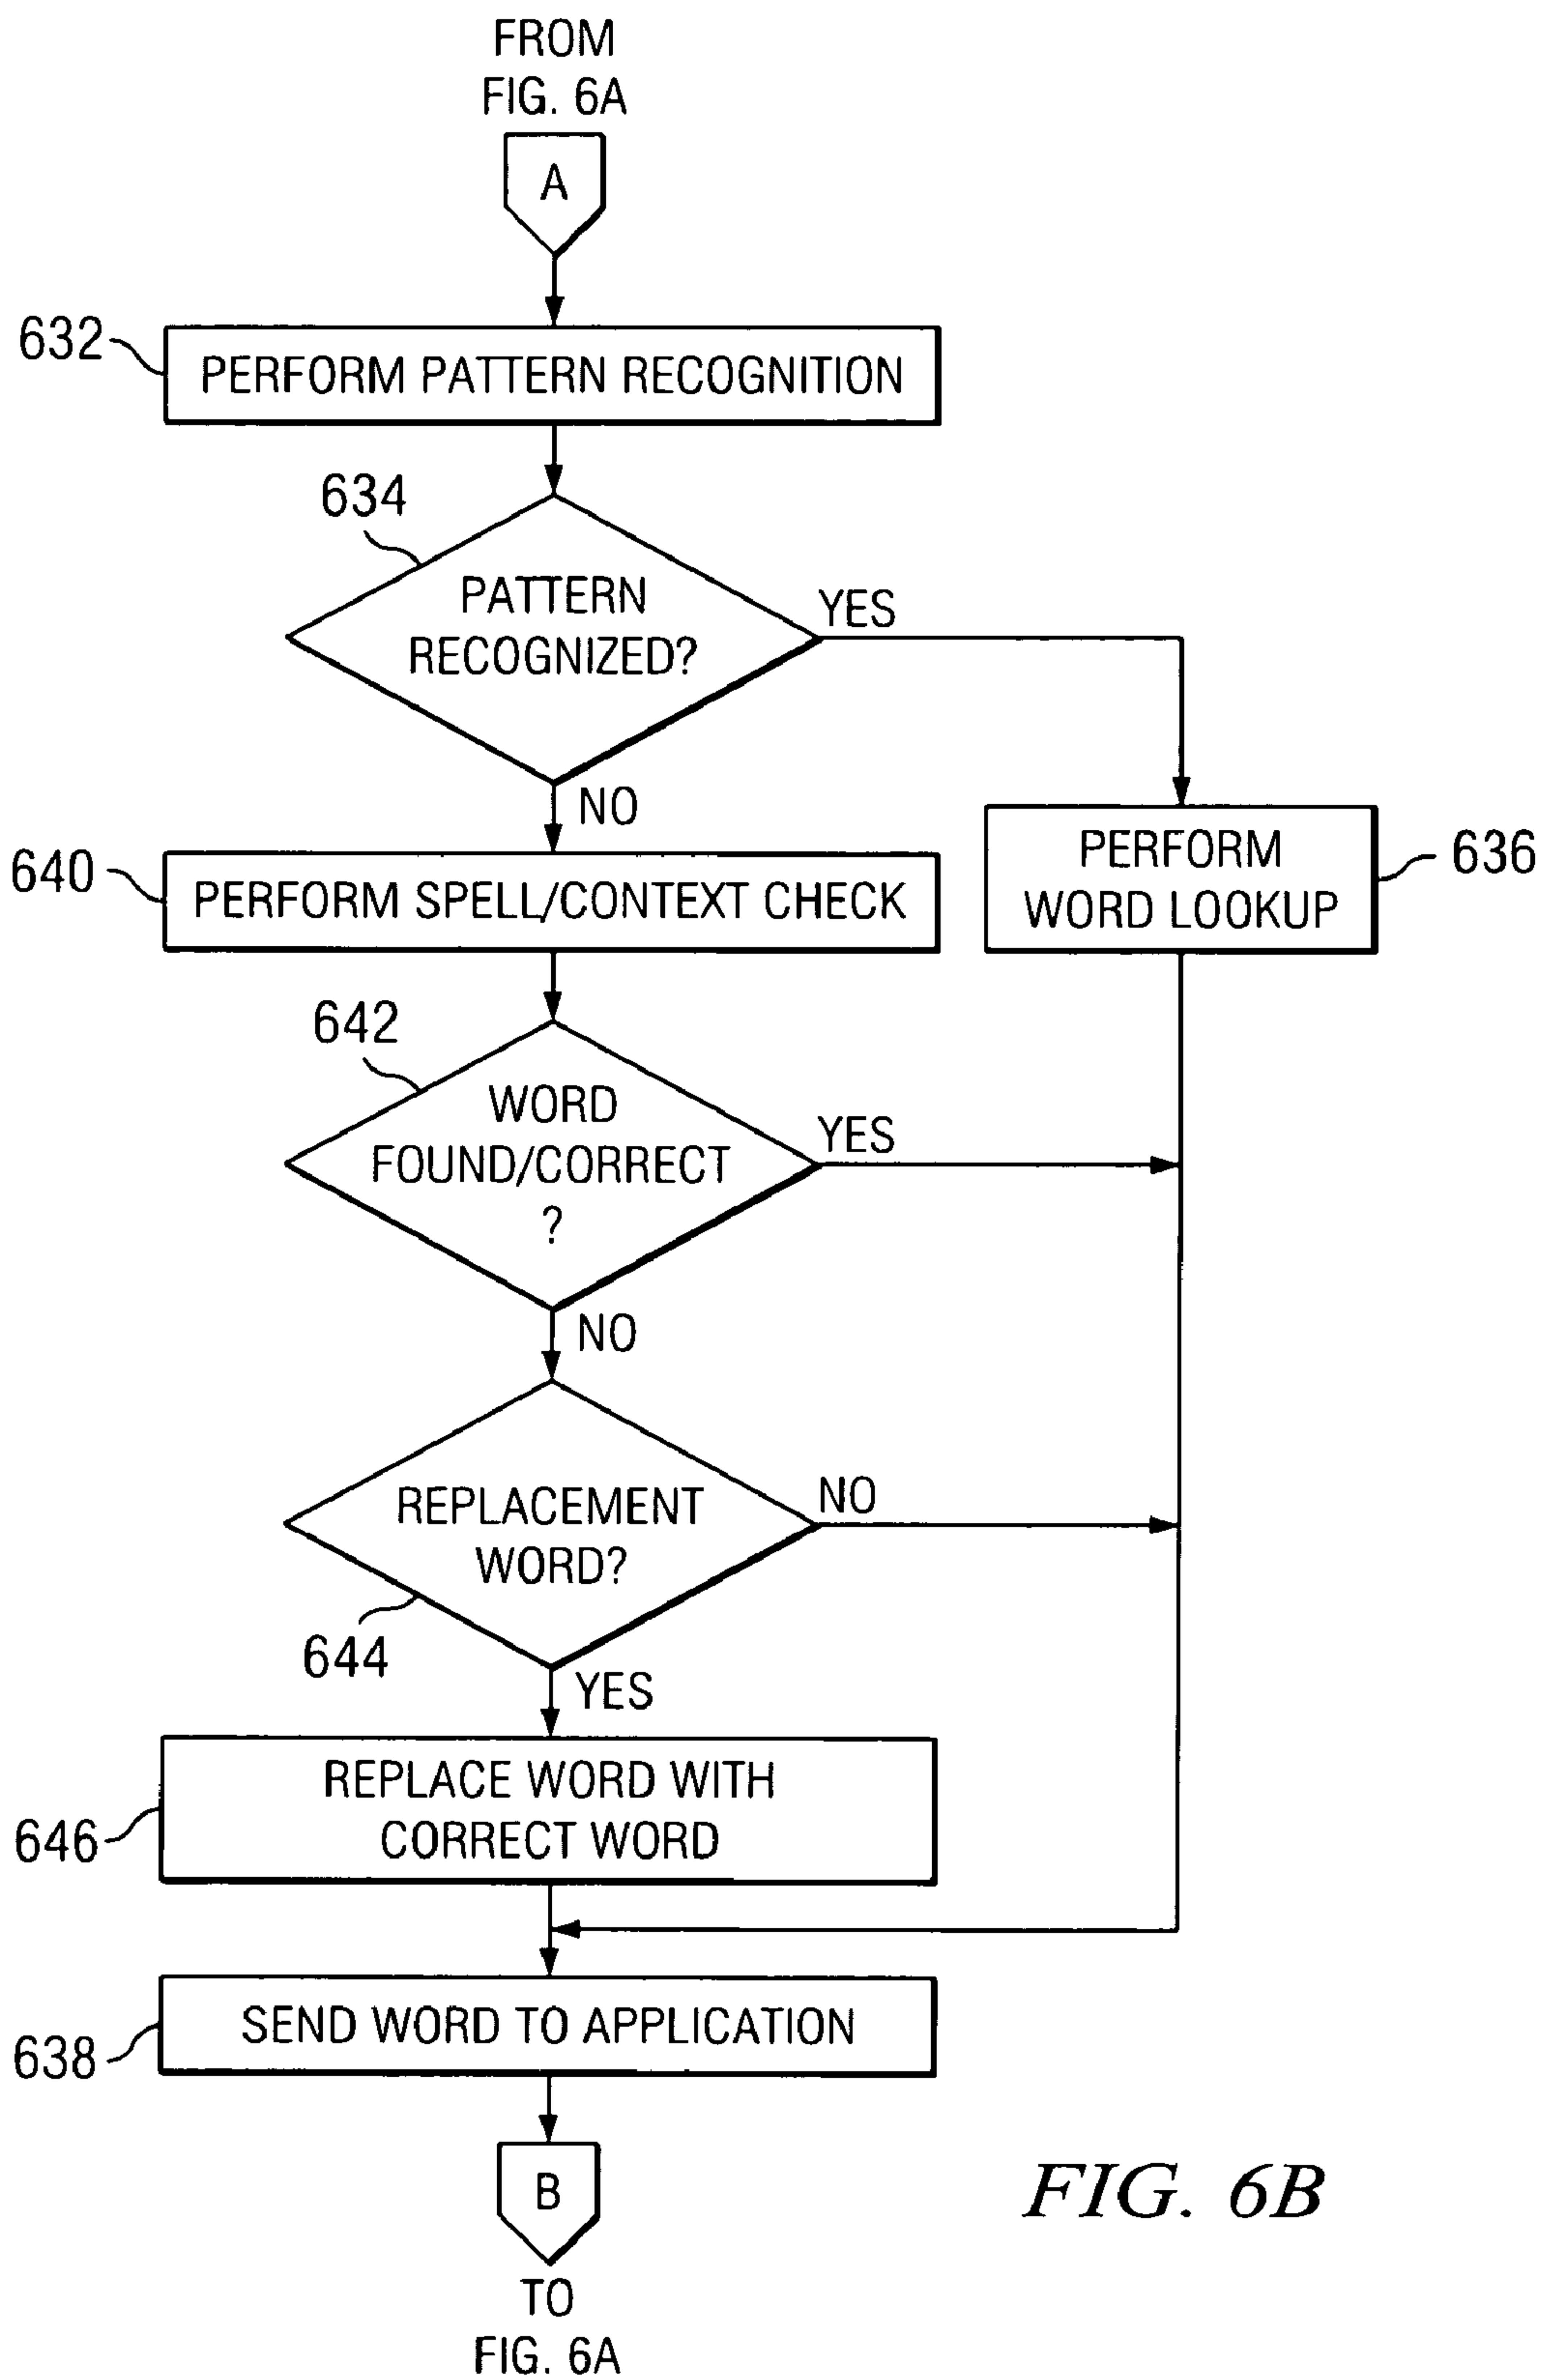 FROM
FIG. 6A
A
632
PERFORM PATTERN RECOGNITION
634
PATTERN
RECOGNIZED?
YES
NO
640
PERFORM SPELL/CONTEXT CHECK
PERFORM
WORD LOOKUP
636
642
WORD
FOUND/CORRECT
?
YES
NO
REPLACEMENT
WORD?
NO
644
YES
646
REPLACE WORD WITH
CORRECT WORD
638
SEND WORD TO APPLICATION
B
TO
FIG. 6A
FIG. 6B